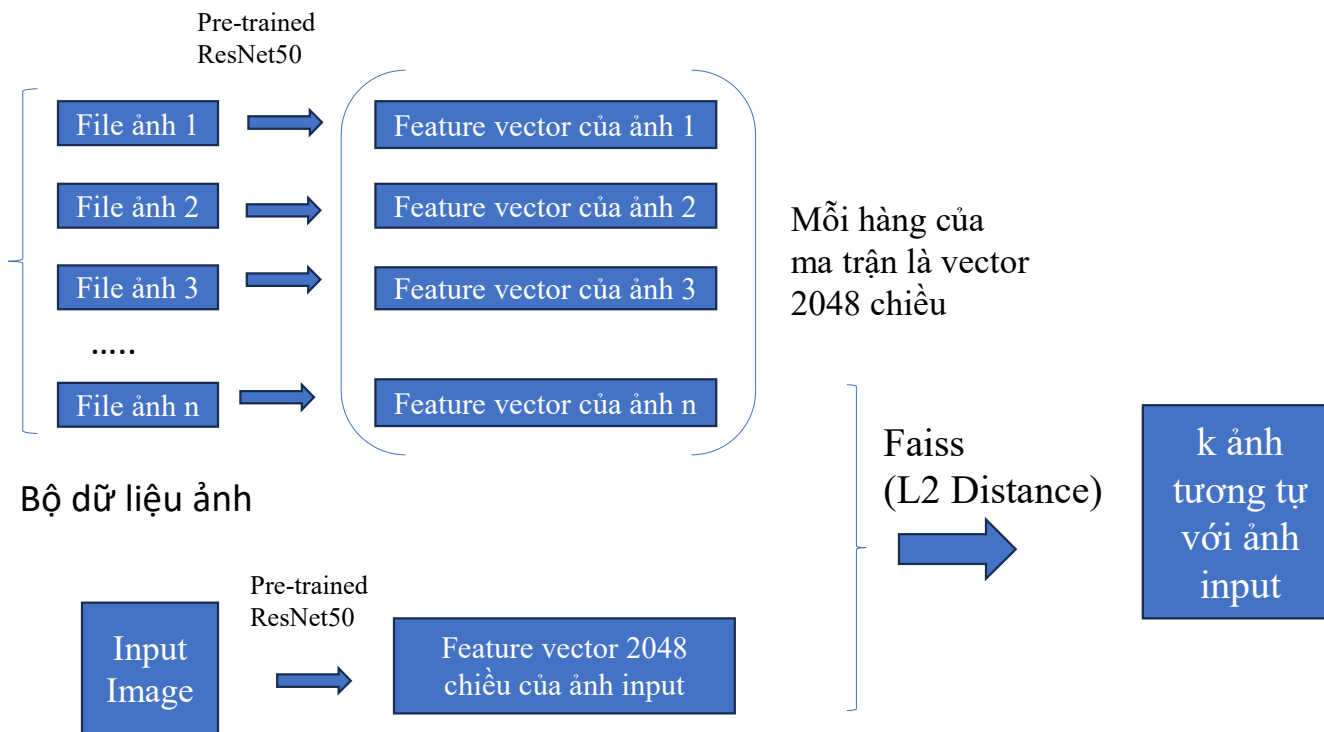 Pre-trained
ResNet50
File ảnh 1
Feature vector của ảnh 1
File ảnh 2
Feature vector của ảnh 2
File ảnh 3
Feature vector của ảnh 3
.....
File ảnh n
Feature vector của ảnh n
Mỗi hàng của
ma trận là vector
2048 chiều
Bộ dữ liệu ảnh
Faiss
(L2 Distance)
k ảnh
tương tự
với ảnh
input
Pre-trained
ResNet50
Input
Image
Feature vector 2048
chiều của ảnh input